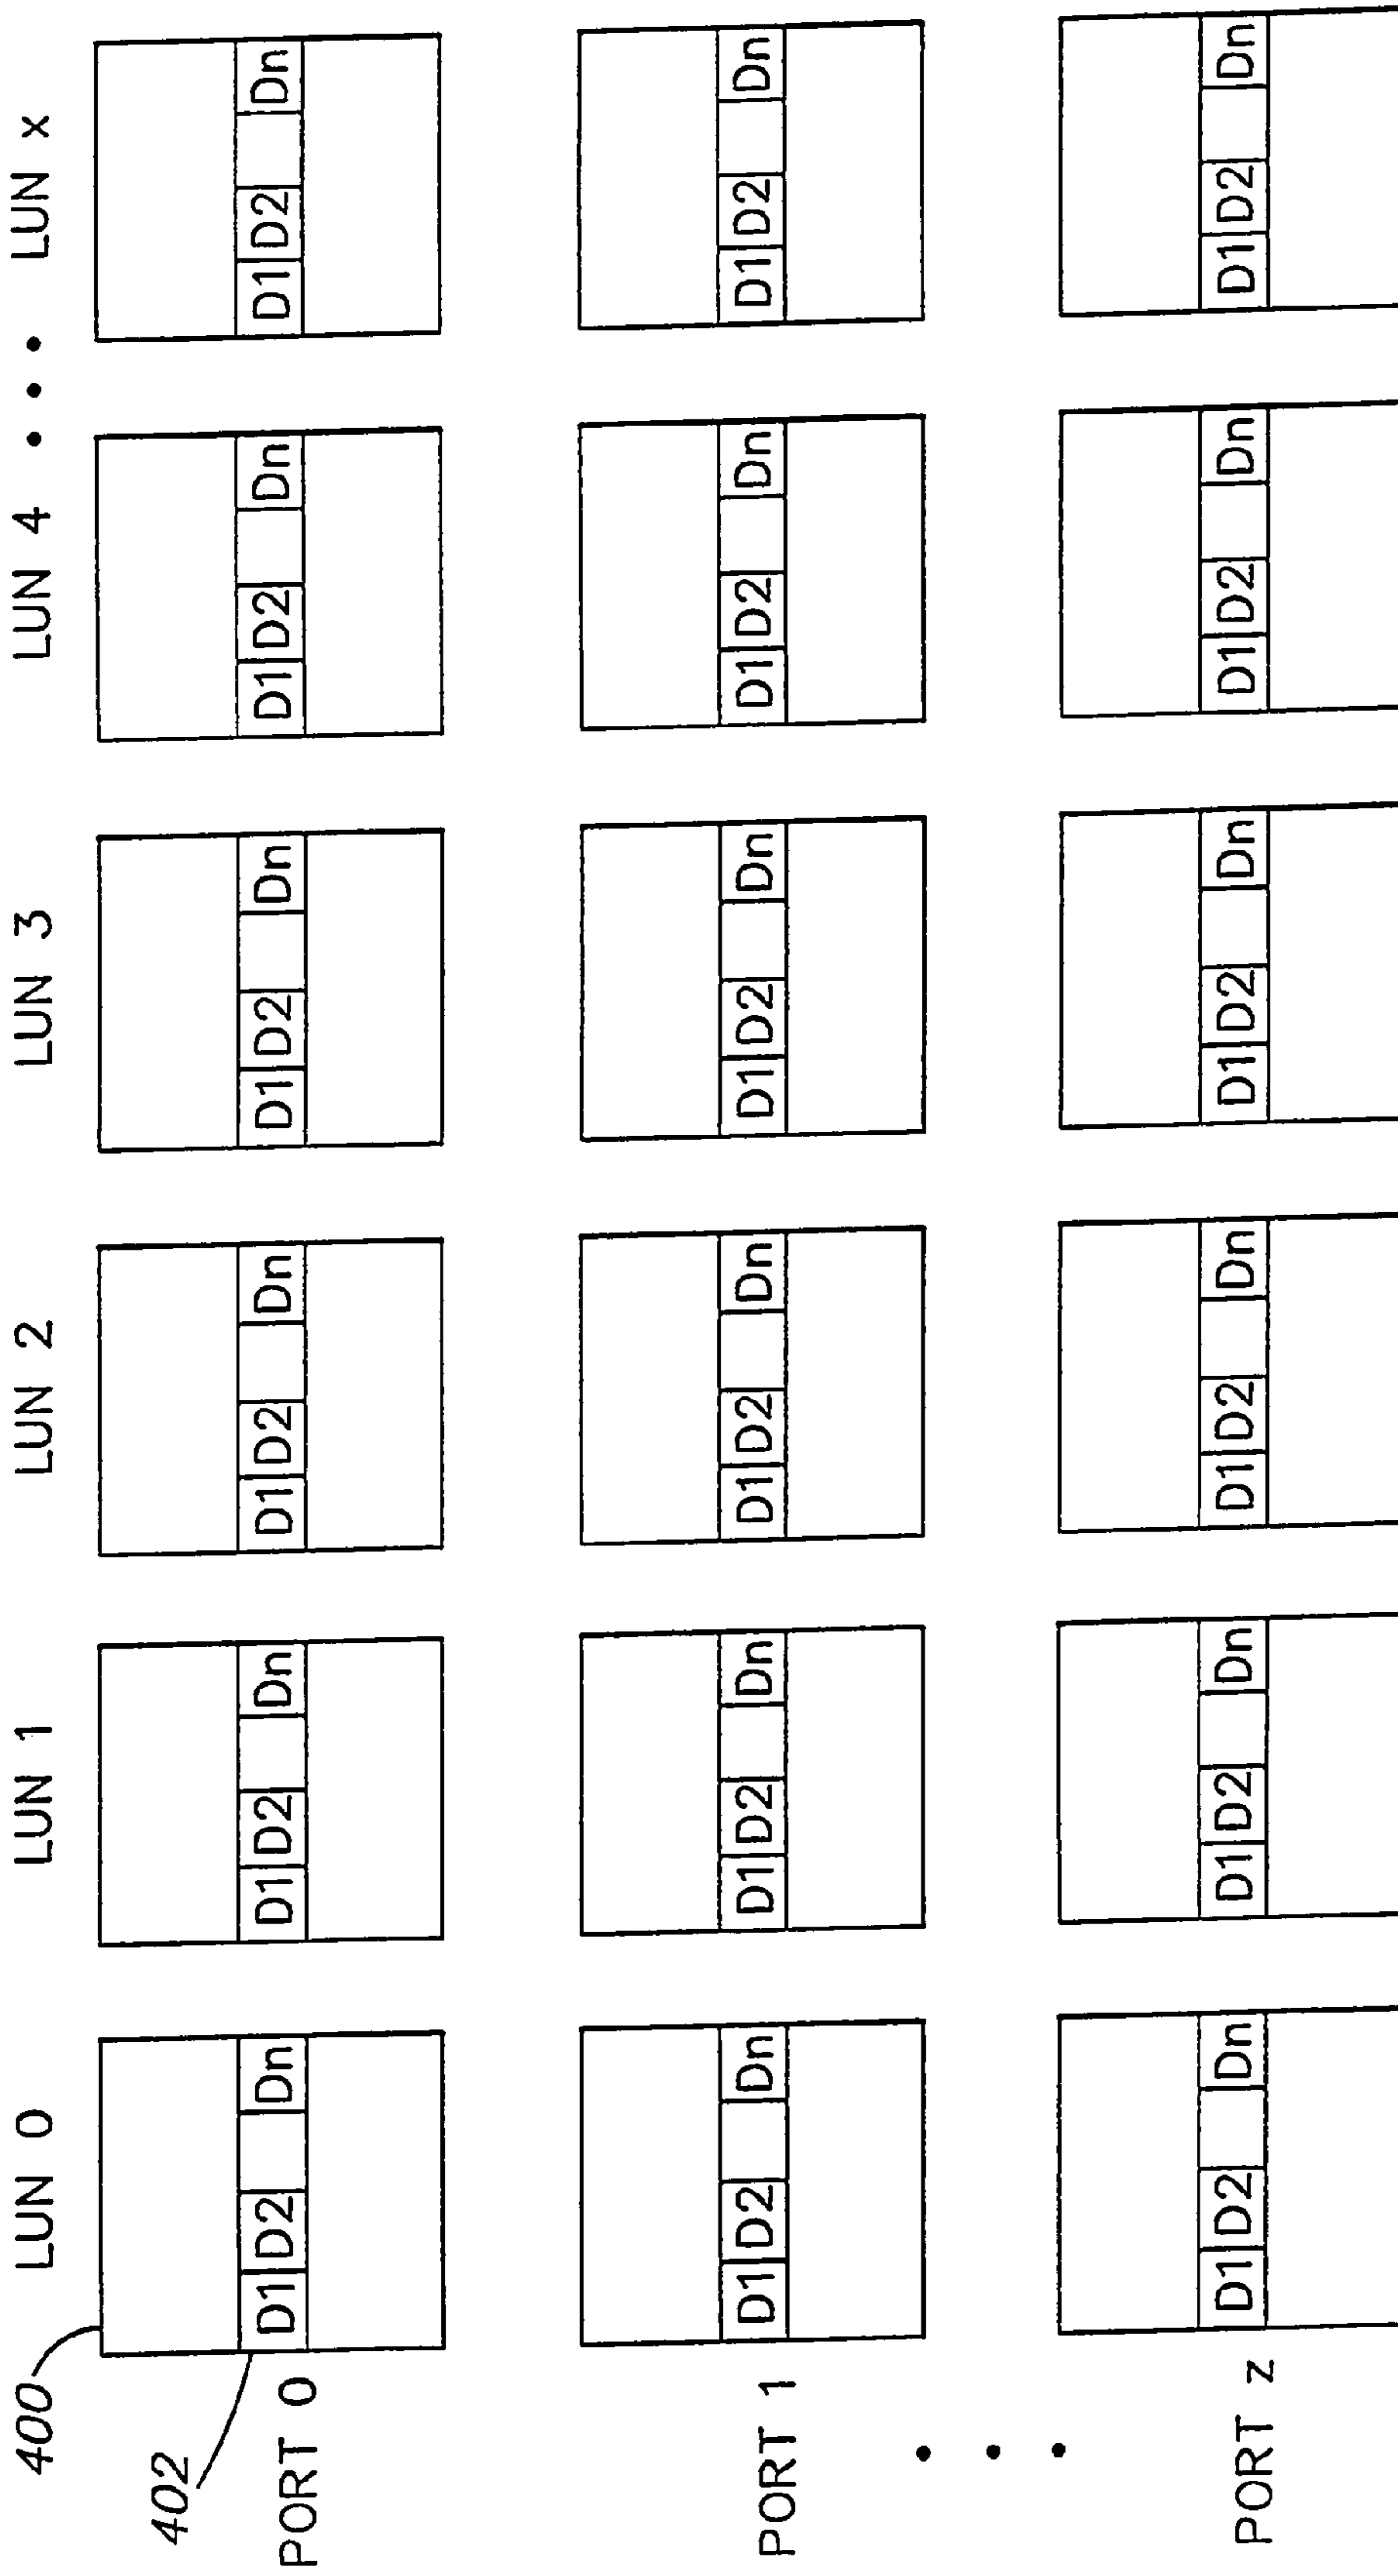 400
LUN 0 LUN 1 LUN 2 LUN 3 LUN 4 • • • LUN x
402
PORT 0 D1 D2 Dn D1 D2 Dn D1 D2 Dn D1 D2 Dn D1 D2 Dn D1 D2 Dn
PORT 1 D1 D2 Dn D1 D2 Dn D1 D2 Dn D1 D2 Dn D1 D2 Dn D1 D2 Dn
• • •
PORT z D1 D2 Dn D1 D2 Dn D1 D2 Dn D1 D2 Dn D1 D2 Dn D1 D2 Dn